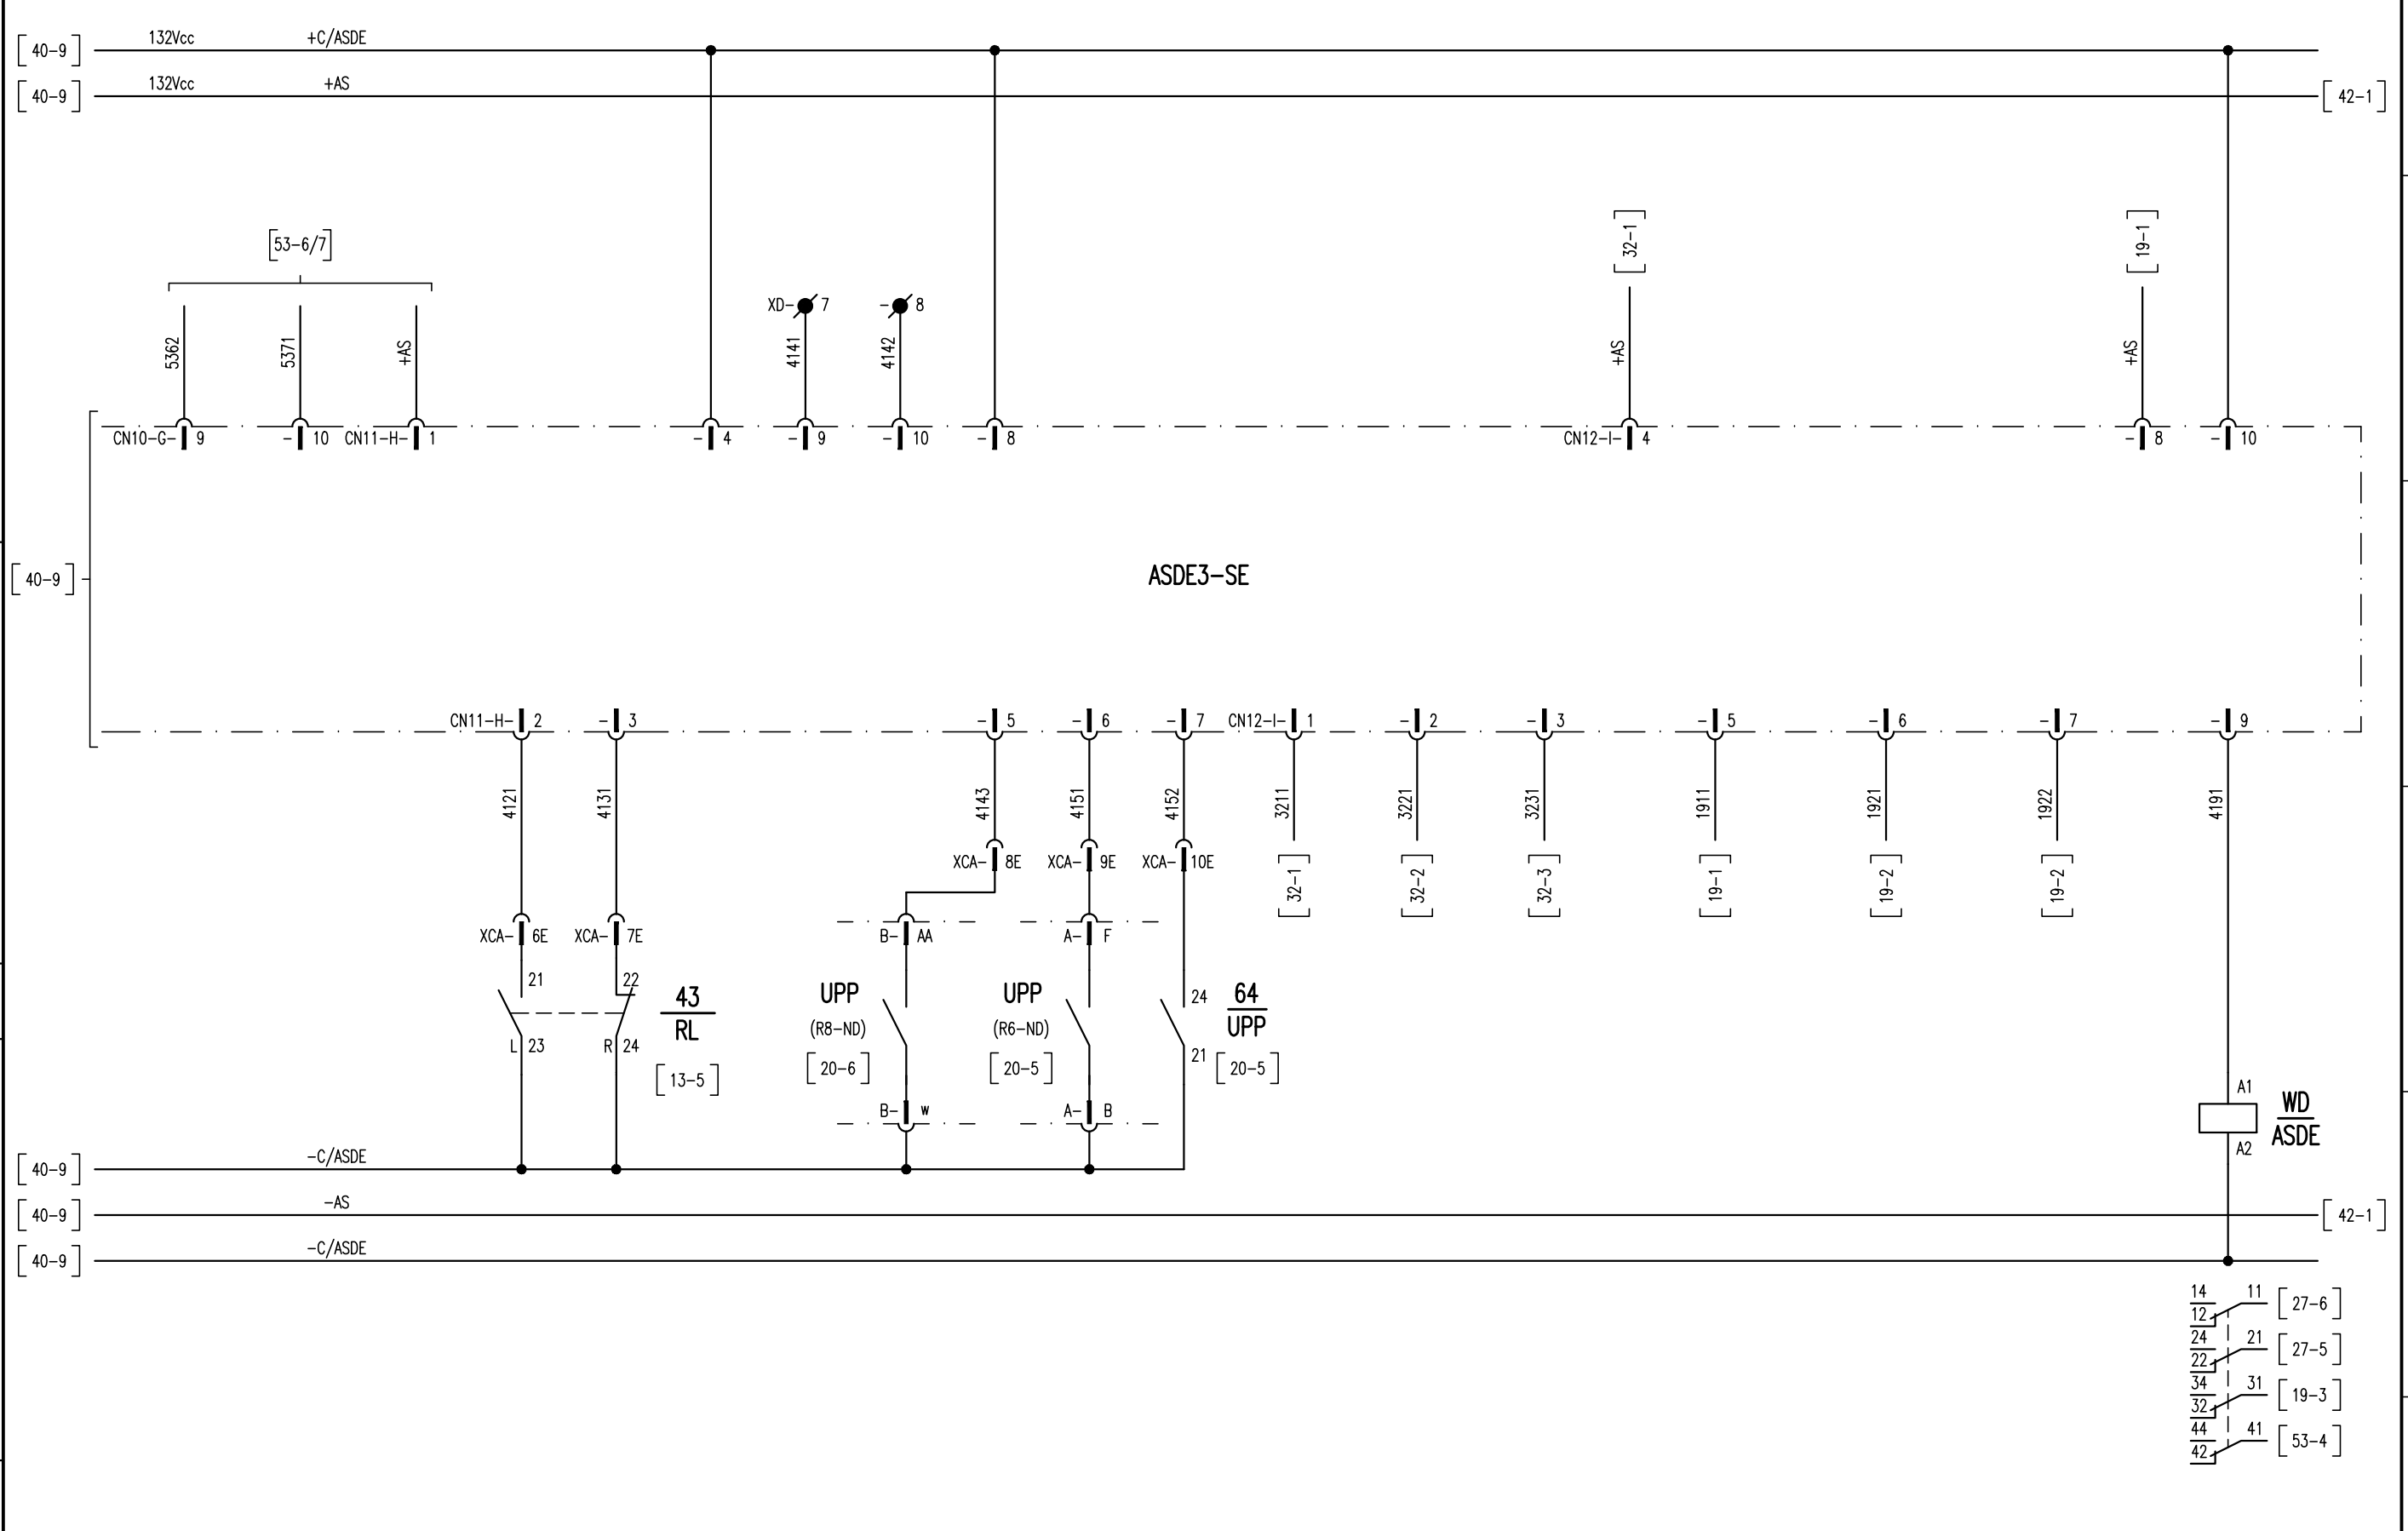 [40-9] 132Vcc +C/ASDE
[40-9] 132Vcc +AS [42-1]
[53-6/7]
[32-1]
[19-1]
XD- 7
- 8
5362
5371
+AS
4141
4142
+AS
+AS
CN10-G- 9
- 10
CN11-H- 1
- 4
- 9
- 10
- 8
CN12-I- 4
- 8
- 10
[40-9]
ASDE3-SE
CN11-H- 2
- 3
- 5
- 6
- 7
CN12-I- 1
- 2
- 3
- 5
- 6
- 7
- 9
4121
4131
4143
4151
4152
3211
3221
3231
1911
1921
1922
4191
XCA- 8E
XCA- 9E
XCA- 10E
[32-1]
[32-2]
[32-3]
[19-1]
[19-2]
[19-2]
XCA- 6E
XCA- 7E
B- AA
A- F
21
22
43
RL
L 23
R 24
[13-5]
UPP
(R8-ND)
[20-6]
UPP
(R6-ND)
[20-5]
24
21
64
UPP
[20-5]
B- W
A- B
A1
A2
WD
ASDE
[40-9] -C/ASDE
[40-9] -AS [42-1]
[40-9] -C/ASDE
14 11 [27-6]
12
24 21 [27-5]
22
34 31 [19-3]
32
44 41 [53-4]
42